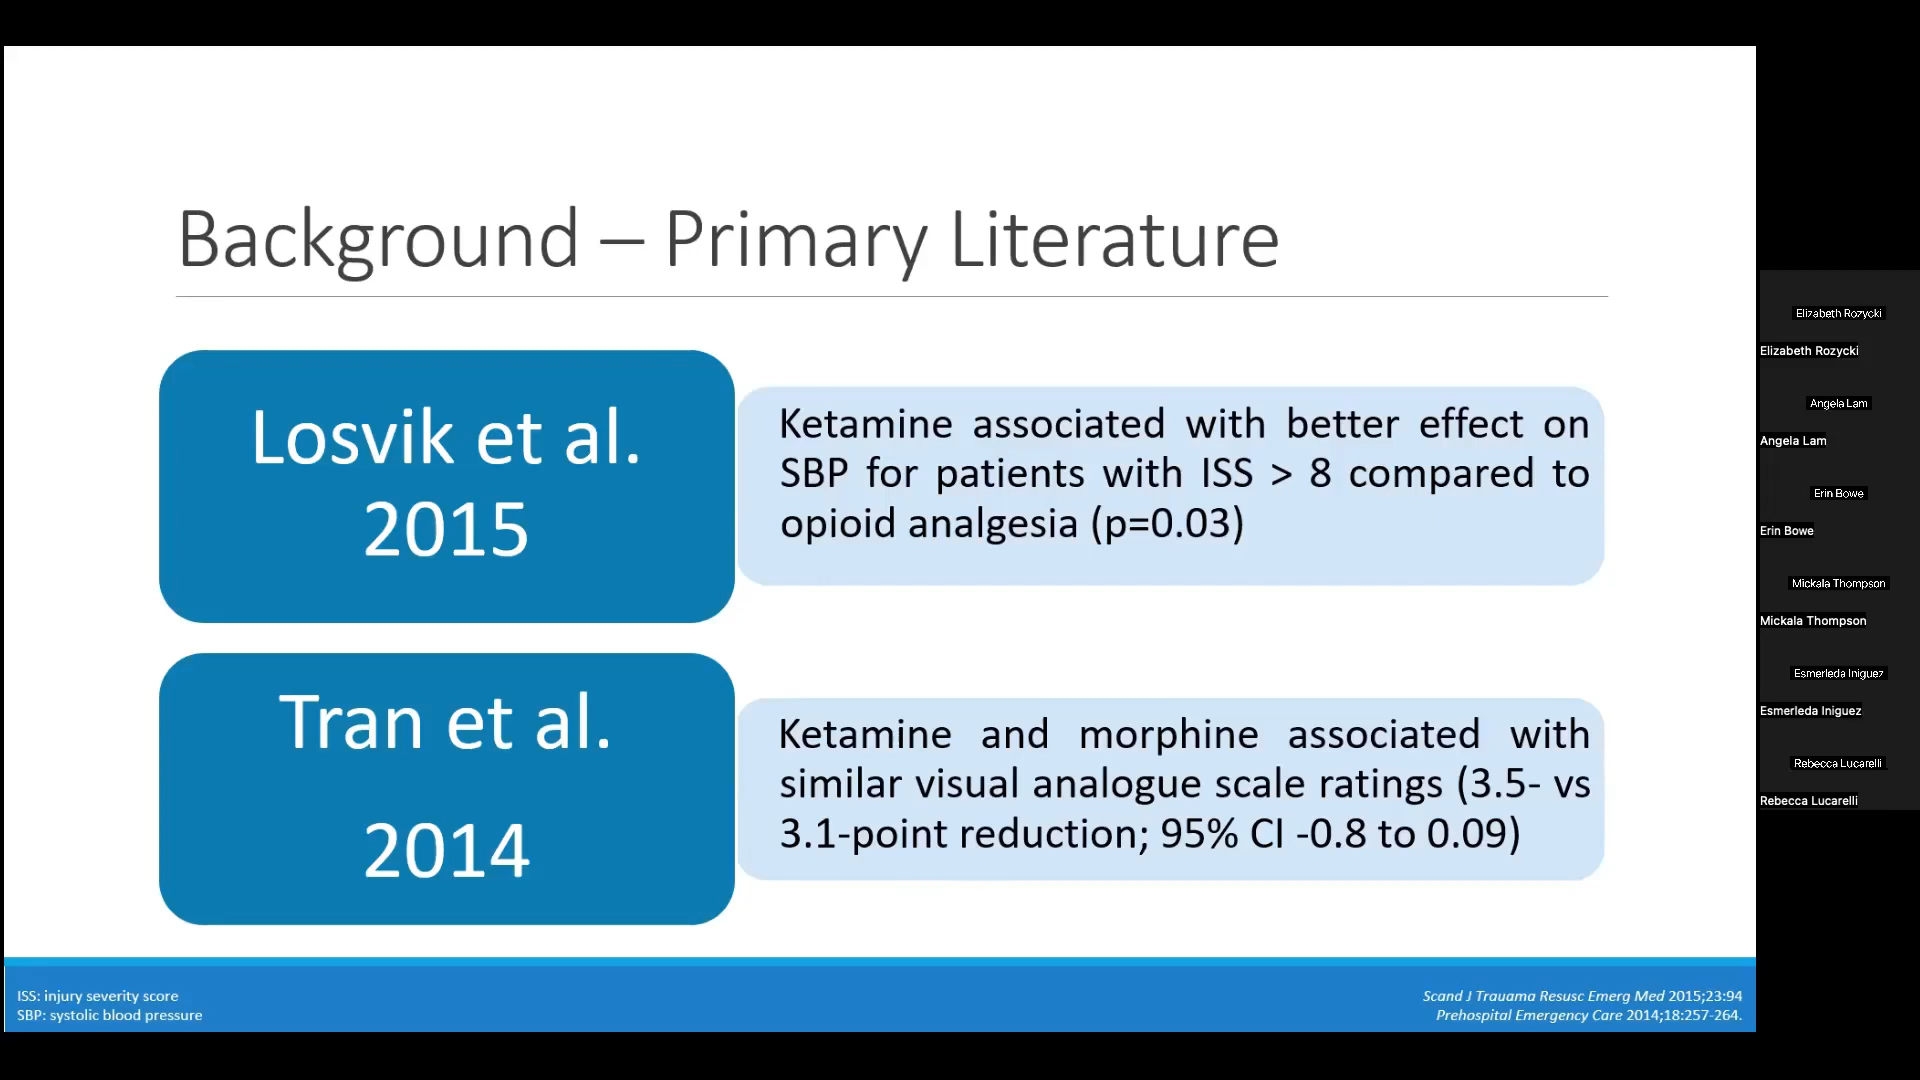 Background – Primary Literature
Losvik et al.
2015
Ketamine associated with better effect on
SBP for patients with ISS > 8 compared to
opioid analgesia (p=0.03)
Tran et al.
2014
Ketamine and morphine associated with
similar visual analogue scale ratings (3.5- vs
3.1-point reduction; 95% CI -0.8 to 0.09)
ISS: injury severity score
SBP: systolic blood pressure
Scand J Trauama Resusc Emerg Med 2015;23:94
Prehospital Emergency Care 2014;18:257-264.
Elizabeth Rozycki
Elizabeth Rozycki
Angela Lam
Angela Lam
Erin Bowe
Erin Bowe
Mickala Thompson
Mickala Thompson
Esmerleda Iniguez
Esmerleda Iniguez
Rebecca Lucarelli
Rebecca Lucarelli